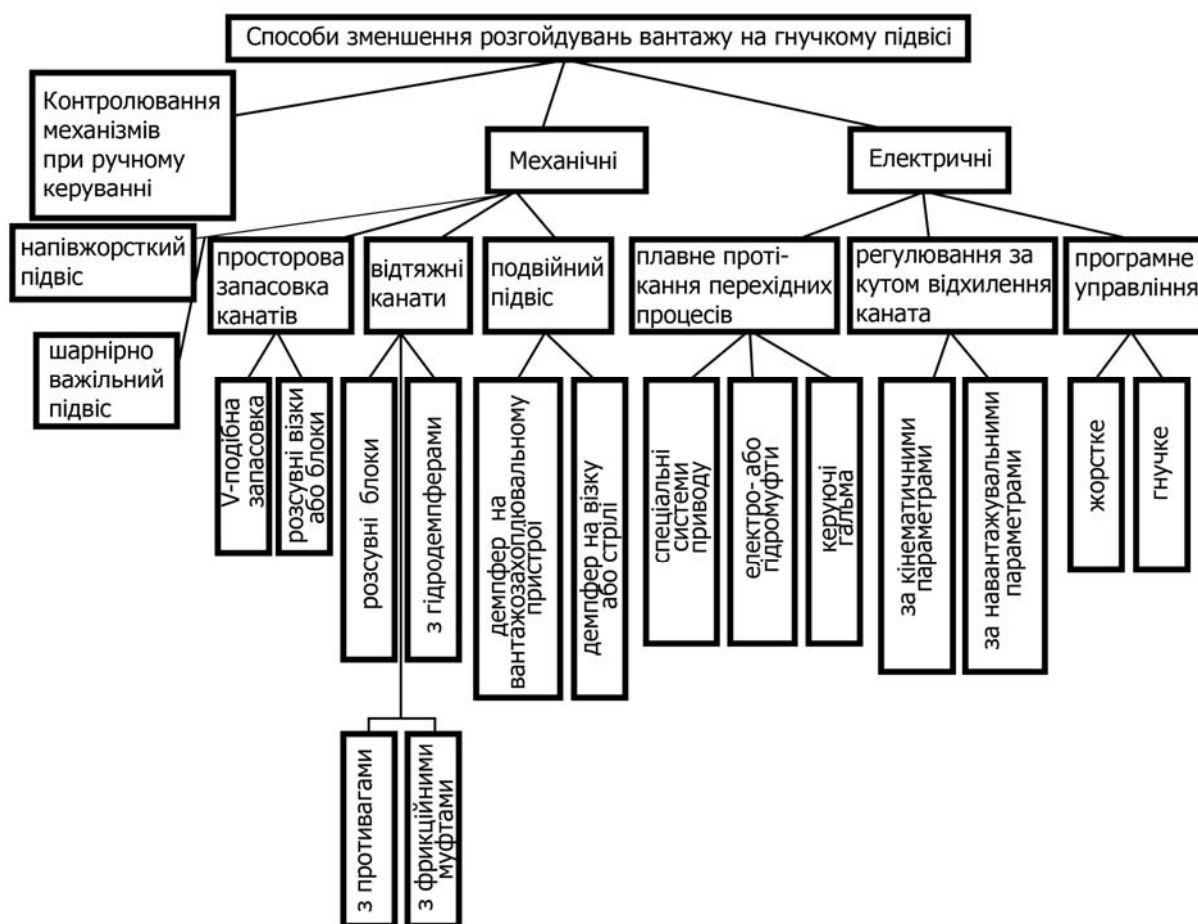 Способи зменшення розгойдувань вантажу на гнучкому підвісі
Контролювання
механізмів
при ручному
керуванні
Механічні
Електричні
напівжорсткий
підвіс
шарнірно
важільний
підвіс
просторова
запасовка
канатів
відтяжні
канати
подвійний
підвіс
плавне проті-
кання перехідних
процесів
регулювання за
кутом відхилення
каната
програмне
управління
V-подібна
запасовка
розсувні візки
або блоки
розсувні блоки
з гідродемферами
демпфер на
вантажозахоплювальному
пристрої
демпфер на візку
або стрілі
спеціальні
системи
приводу
електро- або
гідромуфти
керуючі
гальма
за кінематичними
параметрами
за навантажувальними
параметрами
жорстке
гнучке
з противагами
з фрикційними
муфтами